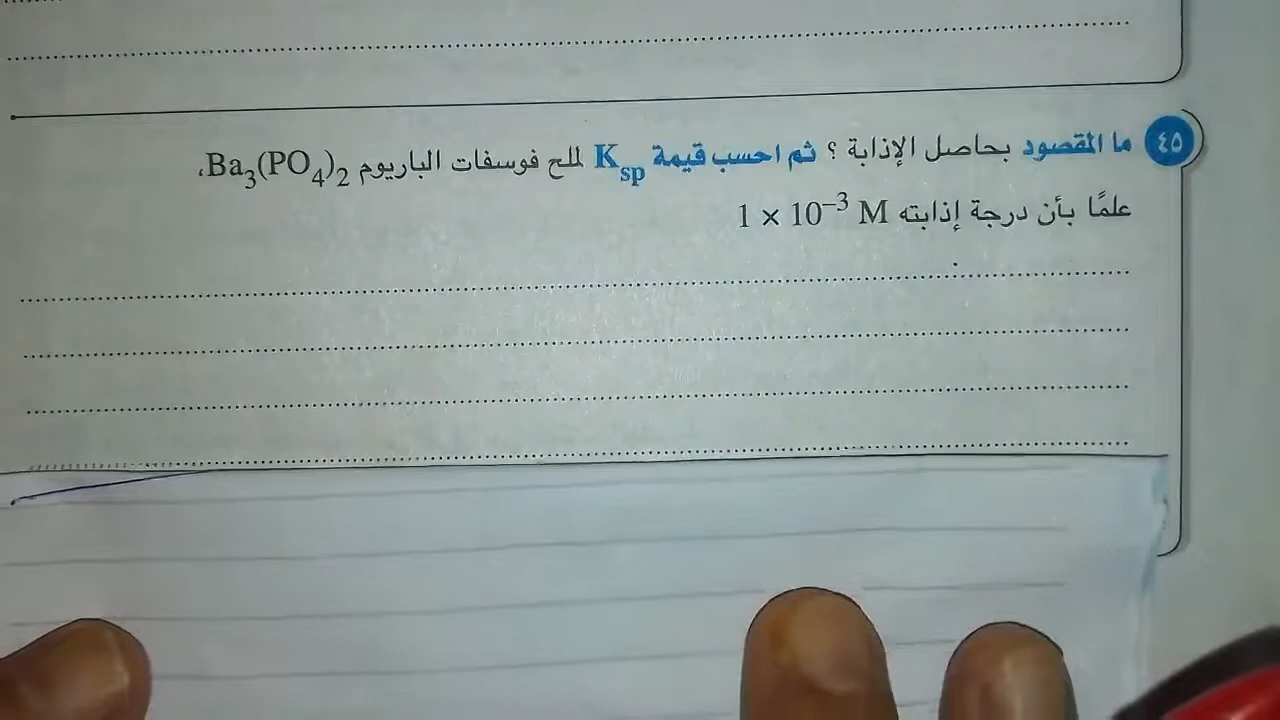 ٤٥ ما المقصود بحاصل الإذابة ؟ ثم احسب قيمة Ksp لملح فوسفات الباريوم Ba3(PO4)2،
علمًا بأن درجة إذابته 1 × 10–3 M